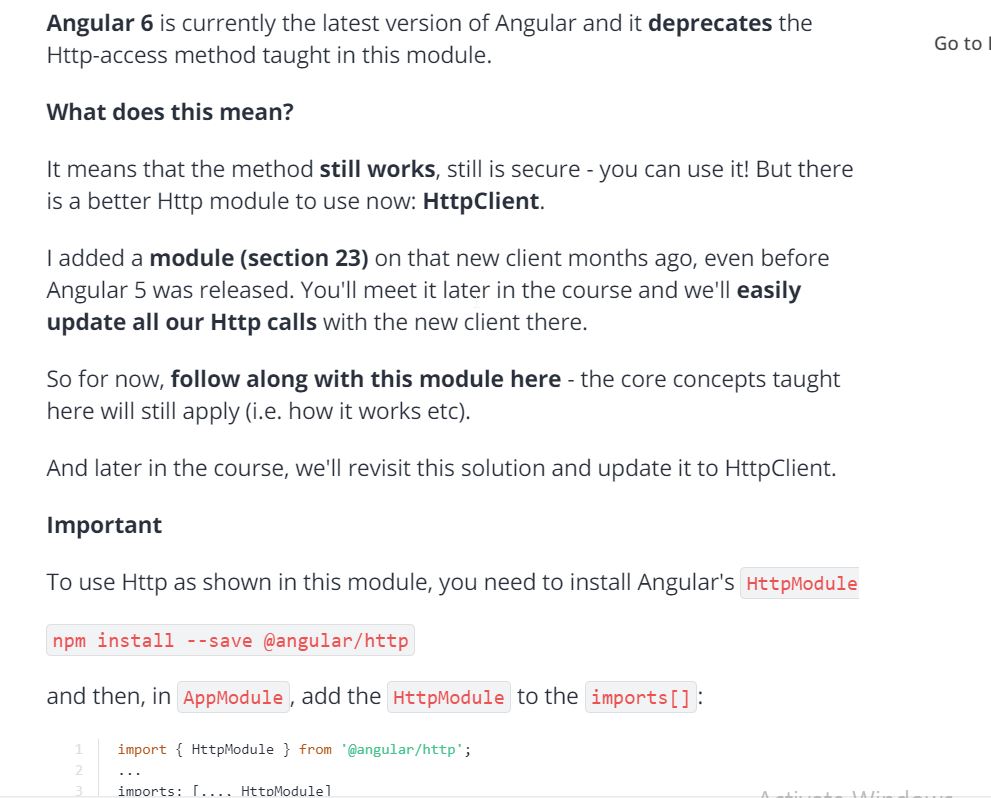 Angular 6 is currently the latest version of Angular and it deprecates the
Http-access method taught in this module.
Go to
What does this mean?
It means that the method still works, still is secure - you can use it! But there
is a better Http module to use now: HttpClient.
I added a module (section 23) on that new client months ago, even before
Angular 5 was released. You'll meet it later in the course and we'll easily
update all our Http calls with the new client there.
So for now, follow along with this module here - the core concepts taught
here will still apply (i.e. how it works etc).
And later in the course, we'll revisit this solution and update it to HttpClient.
Important
To use Http as shown in this module, you need to install Angular's HttpModule
npm install --save @angular/http
and then, in AppModule, add the HttpModule to the imports[]:
1 import { HttpModule } from '@angular/http';
2 ...
3 imports: [..., HttpModule]
Activate Windows